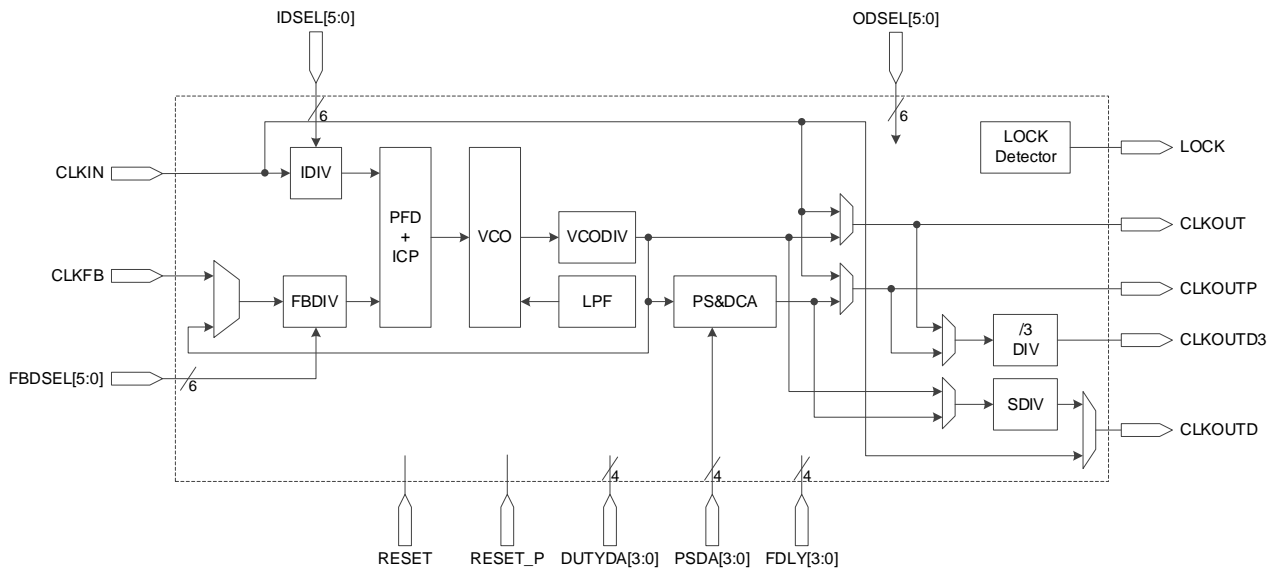 IDSEL[5:0]
ODSEL[5:0]
6
6
LOCK
Detector
LOCK
CLKIN
IDIV
PFD
+
ICP
VCO
VCODIV
CLKOUT
CLKFB
FBDIV
LPF
PS&DCA
CLKOUTP
/3
DIV
CLKOUTD3
FBDSEL[5:0]
6
SDIV
CLKOUTD
4
4
4
RESET
RESET_P
DUTYDA[3:0]
PSDA[3:0]
FDLY[3:0]